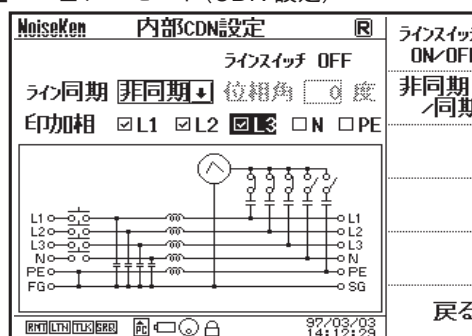 NoiseKen 内部CDN設定 R
ラインスイッチ OFF
ライン同期 非同期 位相角 0 度
印加相 L1 L2 L3 N PE
L1 L1
L2 L2
L3 L3
N N
PE PE
FG SG
RMT LTN TLK SRQ PC 97/03/03
14:12:29
ラインスイッチ
ON/OFF
非同期
/同期
戻る